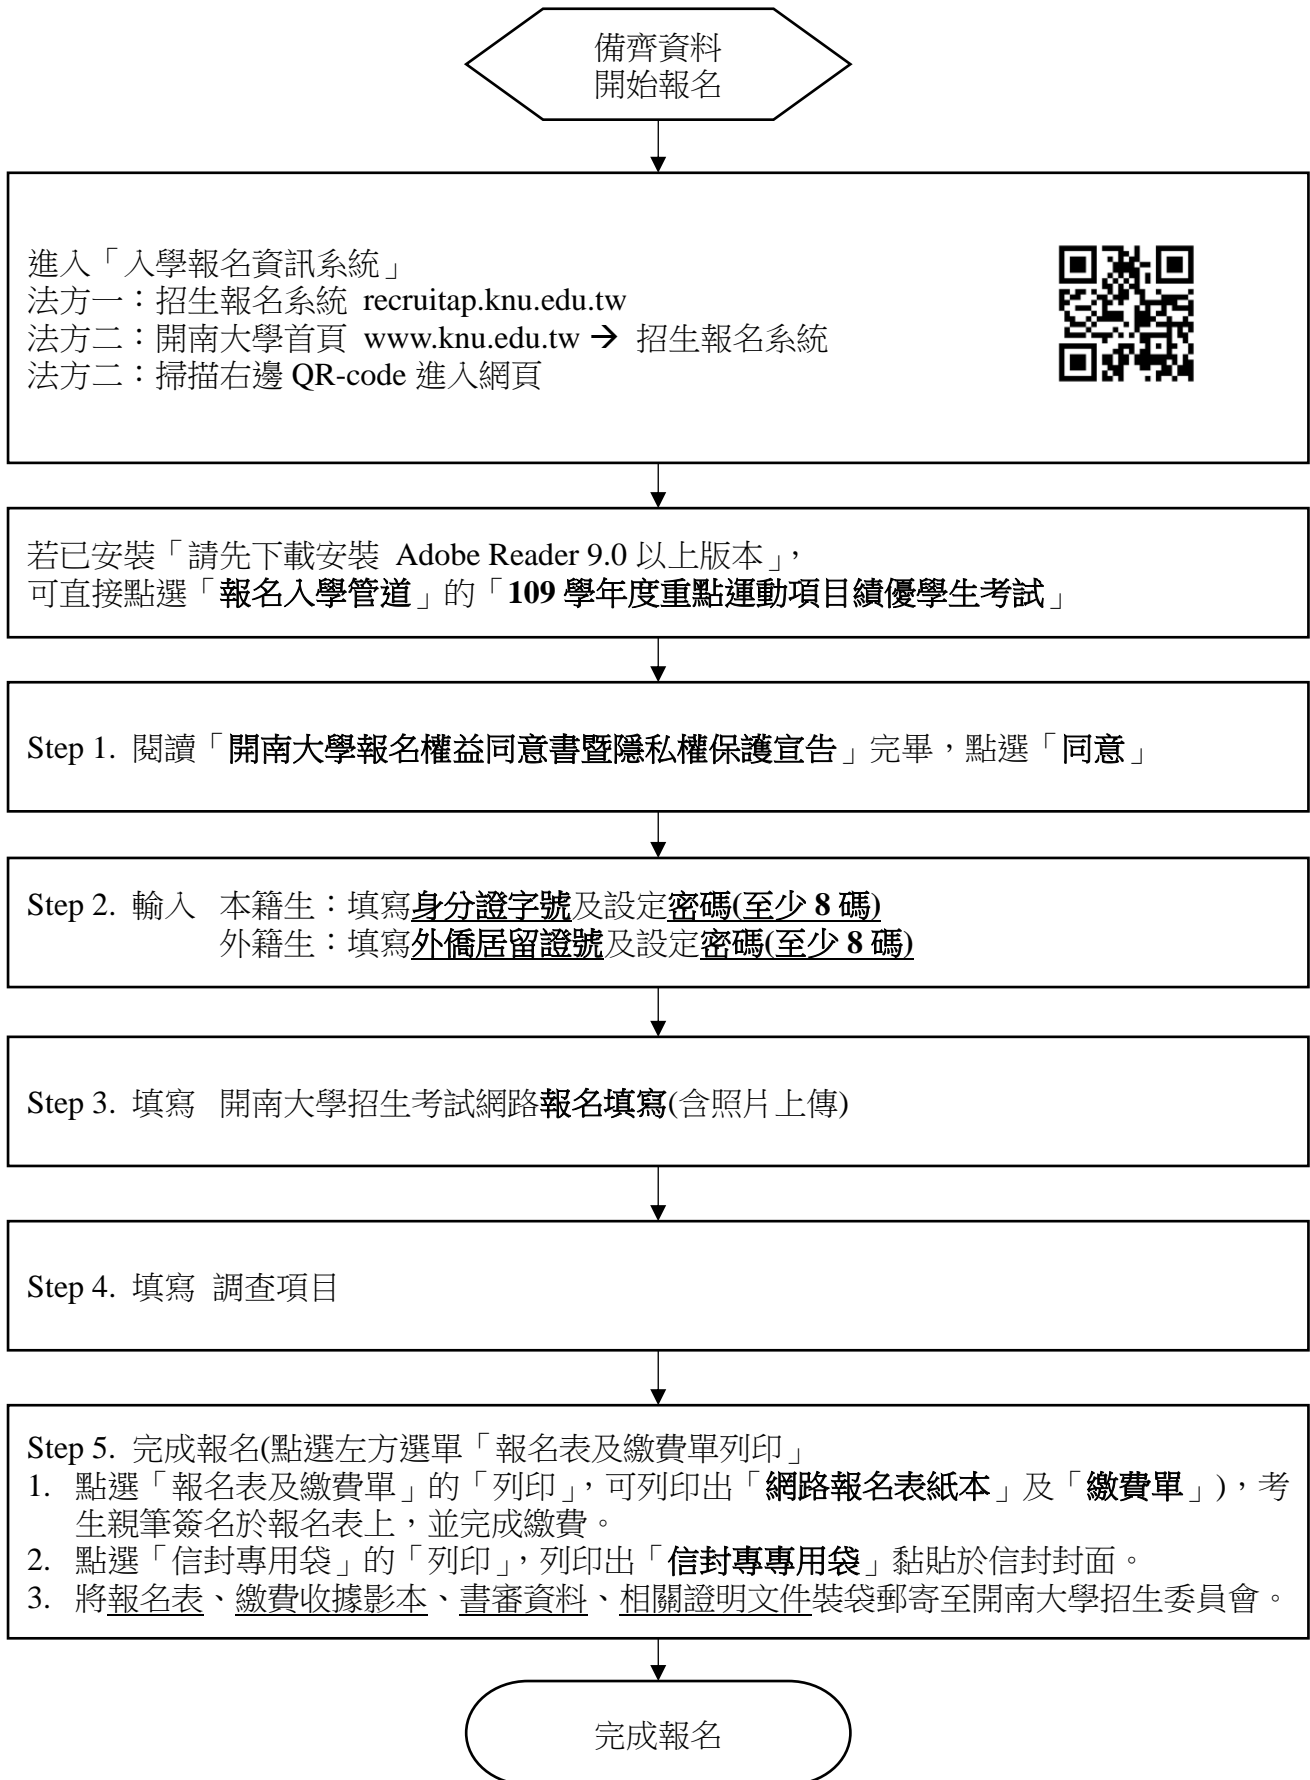 備齊資料
開始報名
進入「入學報名資訊系統」
法方一：招生報名系統 recruitap.knu.edu.tw
法方二：開南大學首頁 www.knu.edu.tw → 招生報名系統
法方二：掃描右邊 QR-code 進入網頁
若已安裝「請先下載安裝 Adobe Reader 9.0 以上版本」，
可直接點選「報名入學管道」的「109 學年度重點運動項目績優學生考試」
Step 1. 閱讀「開南大學報名權益同意書暨隱私權保護宣告」完畢，點選「同意」
Step 2. 輸入 本籍生：填寫身分證字號及設定密碼(至少 8 碼)
外籍生：填寫外僑居留證號及設定密碼(至少 8 碼)
Step 3. 填寫 開南大學招生考試網路報名填寫(含照片上傳)
Step 4. 填寫 調查項目
Step 5. 完成報名(點選左方選單「報名表及繳費單列印」
1. 點選「報名表及繳費單」的「列印」，可列印出「網路報名表紙本」及「繳費單」)，考
生親筆簽名於報名表上，並完成繳費。
2. 點選「信封專用袋」的「列印」，列印出「信封專專用袋」黏貼於信封封面。
3. 將報名表、繳費收據影本、書審資料、相關證明文件裝袋郵寄至開南大學招生委員會。
完成報名